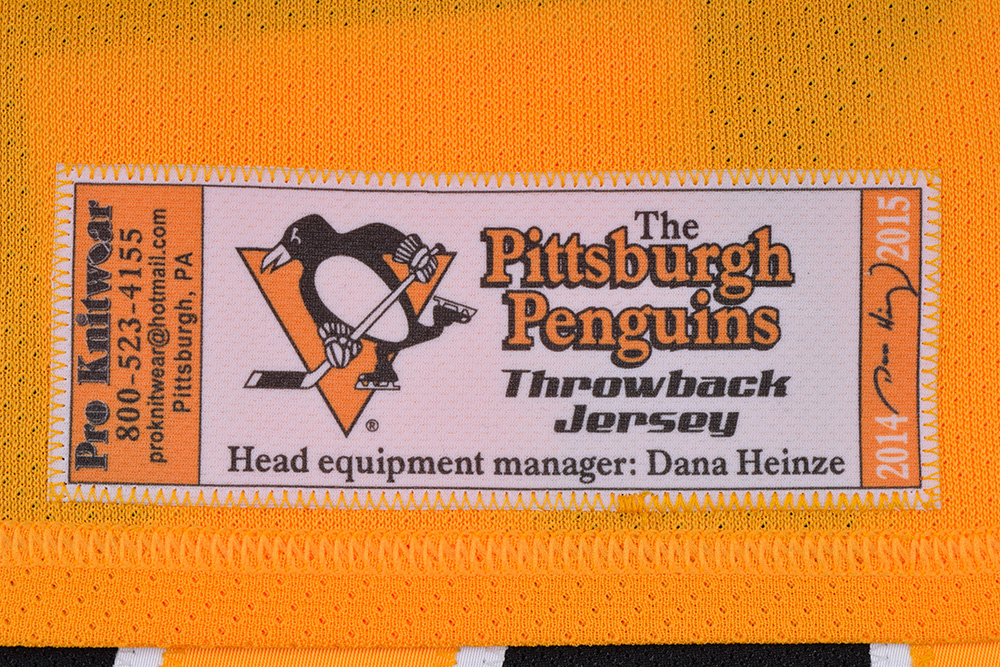 Pro Knitwear
800-523-4155
proknitwear@hotmail.com
Pittsburgh, PA
The
Pittsburgh
Penguins
Throwback
Jersey
®
Head equipment manager: Dana Heinze
2014
2015